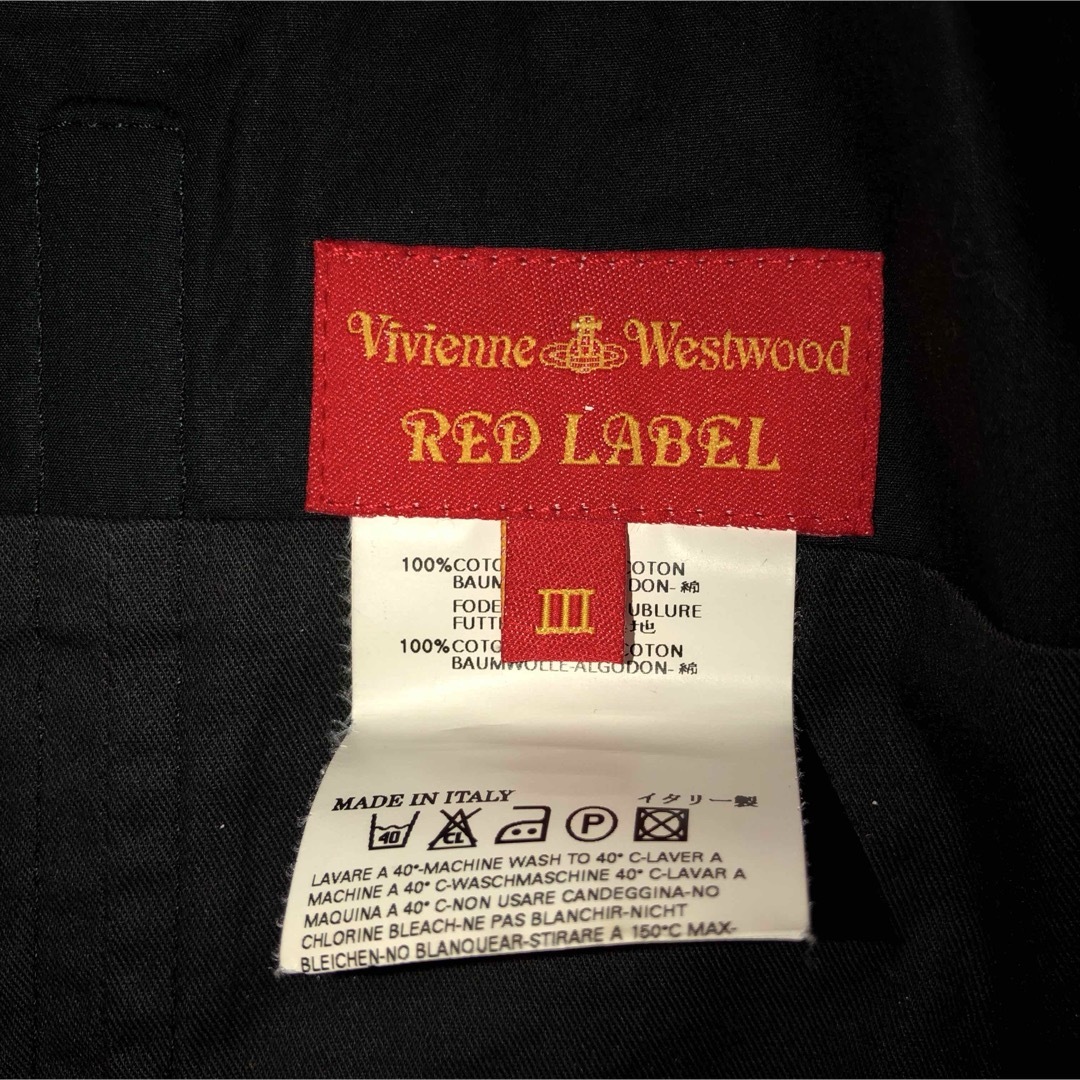 Vivienne Westwood
RED LABEL
III
100%COTO COTON
BAUM DON-綿
FODE UBLURE
FUTT 地
100%COTO COTON
BAUMWOLLE-ALGODON-綿
MADE IN ITALY イタリー製
40 CL P
LAVARE A 40°-MACHINE WASH TO 40° C-LAVER A
MACHINE A 40° C-WASCHMASCHINE 40° C-LAVAR A
MAQUINA A 40° C-NON USARE CANDEGGINA-NO
CHLORINE BLEACH-NE PAS BLANCHIR-NICHT
BLEICHEN-NO BLANQUEAR-STIRARE A 150°C MAX-